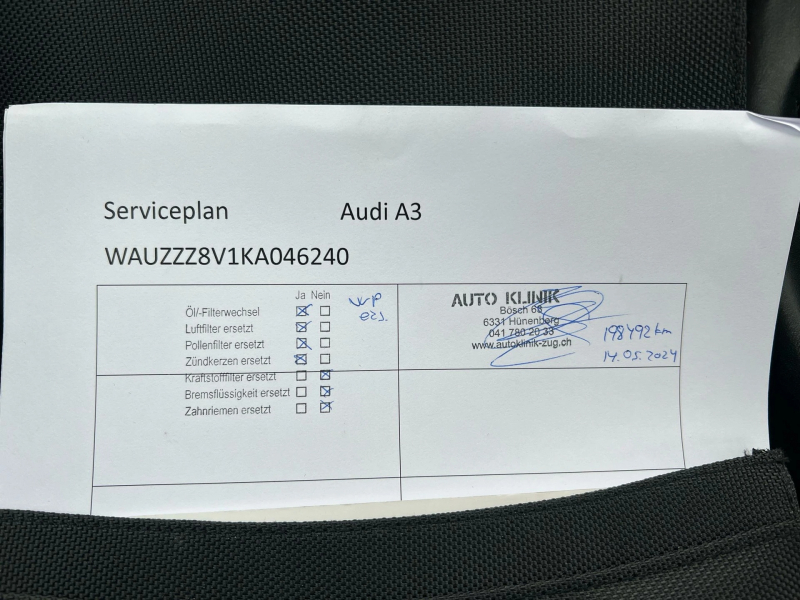 Serviceplan Audi A3
WAUZZZ8V1KA046240
Ja Nein
Öl-/Filterwechsel
Luftfilter ersetzt
Pollenfilter ersetzt
Zündkerzen ersetzt
Kraftstofffilter ersetzt
Bremsflüssigkeit ersetzt
Zahnriemen ersetzt
WP
ers.
AUTO KLINIK
Bösch 65
6331 Hünenberg
041 780 20 33
www.autoklinik-zug.ch
198492 km
14.05.2024